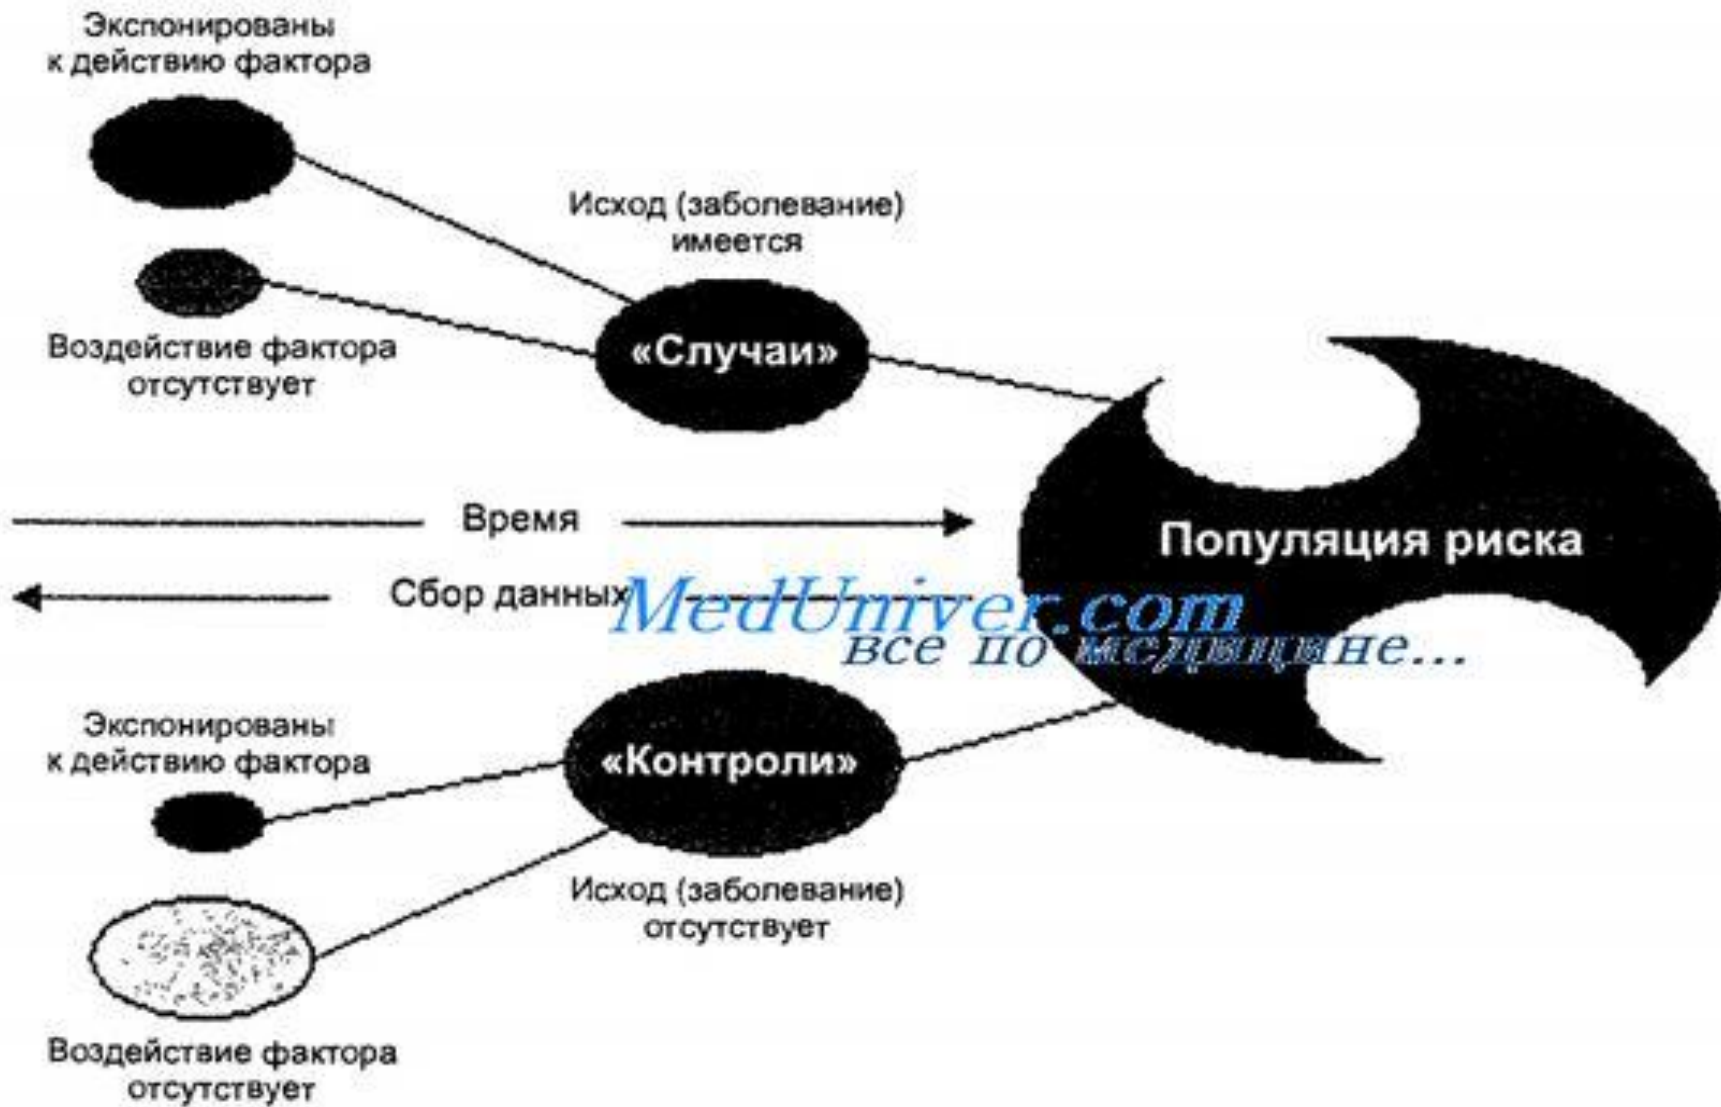 Экспонированы
к действию фактора
Воздействие фактора
отсутствует
Исход (заболевание)
имеется
«Случаи»
Время
Сбор данных
Популяция риска
MedUniver.com
все по медицине...
Экспонированы
к действию фактора
«Контроли»
Исход (заболевание)
отсутствует
Воздействие фактора
отсутствует